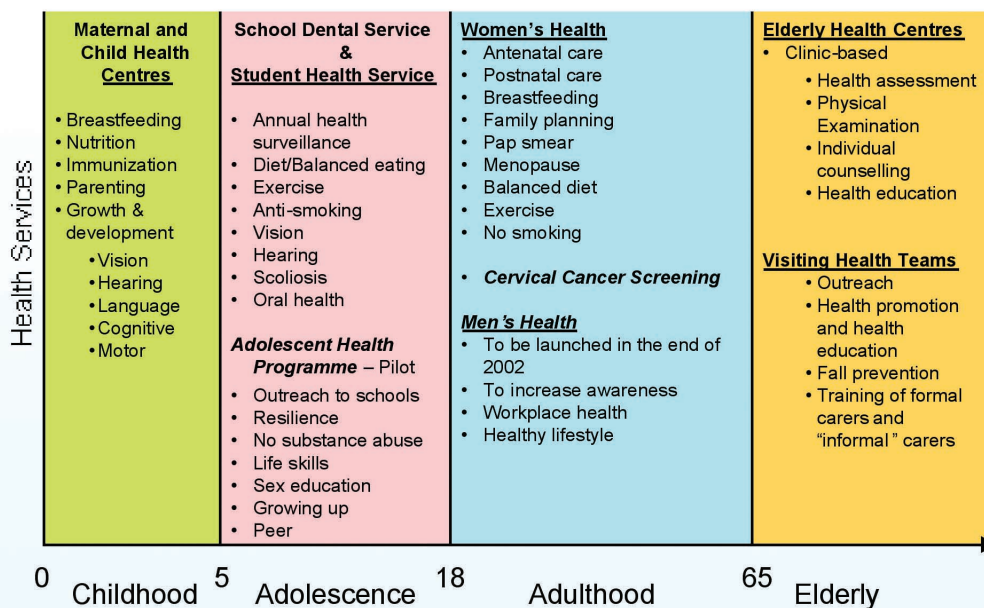 Health Services
Maternal and
Child Health
Centres
• Breastfeeding
• Nutrition
• Immunization
• Parenting
• Growth &
development
• Vision
• Hearing
• Language
• Cognitive
• Motor
School Dental Service
&
Student Health Service
• Annual health
surveillance
• Diet/Balanced eating
• Exercise
• Anti-smoking
• Vision
• Hearing
• Scoliosis
• Oral health
Adolescent Health
Programme – Pilot
• Outreach to schools
• Resilience
• No substance abuse
• Life skills
• Sex education
• Growing up
• Peer
Women’s Health
• Antenatal care
• Postnatal care
• Breastfeeding
• Family planning
• Pap smear
• Menopause
• Balanced diet
• Exercise
• No smoking
• Cervical Cancer Screening
Men’s Health
• To be launched in the end of
2002
• To increase awareness
• Workplace health
• Healthy lifestyle
Elderly Health Centres
• Clinic-based
• Health assessment
• Physical
Examination
• Individual
counselling
• Health education
Visiting Health Teams
• Outreach
• Health promotion
and health
education
• Fall prevention
• Training of formal
carers and
“informal ” carers
0 5 18 65
Childhood Adolescence Adulthood Elderly